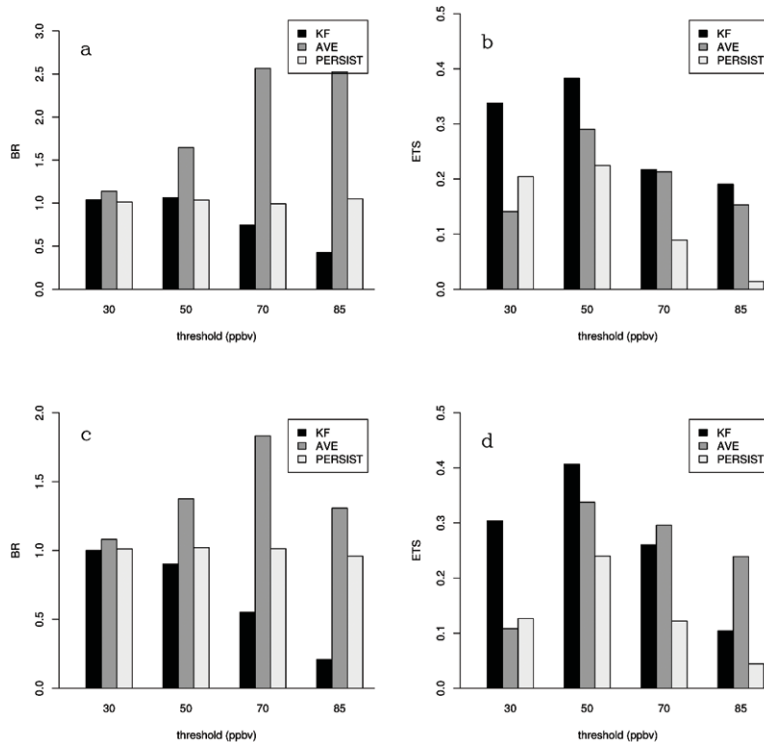 a
KF
AVE
PERSIST
BR
0.0 0.5 1.0 1.5 2.0 2.5 3.0
30 50 70 85
threshold (ppbv)
b
KF
AVE
PERSIST
ETS
0.0 0.1 0.2 0.3 0.4 0.5
30 50 70 85
threshold (ppbv)
c
KF
AVE
PERSIST
BR
0.0 0.5 1.0 1.5 2.0
30 50 70 85
threshold (ppbv)
d
KF
AVE
PERSIST
ETS
0.0 0.1 0.2 0.3 0.4 0.5
30 50 70 85
threshold (ppbv)